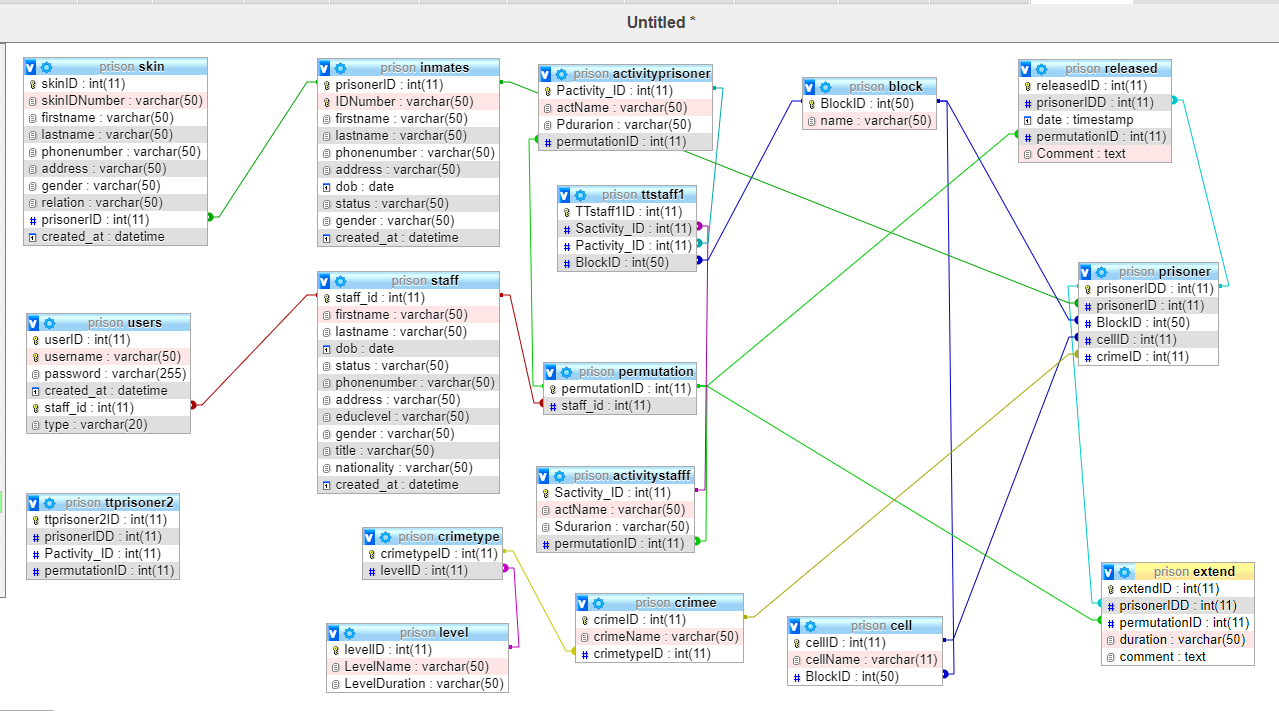 Untitled *
prison skin
skinID : int(11)
skinIDNumber : varchar(50)
firstname : varchar(50)
lastname : varchar(50)
phonenumber : varchar(50)
address : varchar(50)
gender : varchar(50)
relation : varchar(50)
prisonerID : int(11)
created_at : datetime
prison inmates
prisonerID : int(11)
IDNumber : varchar(50)
firstname : varchar(50)
lastname : varchar(50)
phonenumber : varchar(50)
address : varchar(50)
dob : date
status : varchar(50)
gender : varchar(50)
created_at : datetime
prison activityprisoner
Pactivity_ID : int(11)
actName : varchar(50)
Pdurarion : varchar(50)
permutationID : int(11)
prison block
BlockID : int(50)
name : varchar(50)
prison released
releasedID : int(11)
prisonerIDD : int(11)
date : timestamp
permutationID : int(11)
Comment : text
prison ttstaff1
TTstaff1ID : int(11)
Sactivity_ID : int(11)
Pactivity_ID : int(11)
BlockID : int(50)
prison prisoner
prisonerIDD : int(11)
prisonerID : int(11)
BlockID : int(50)
cellID : int(11)
crimeID : int(11)
prison users
userID : int(11)
username : varchar(50)
password : varchar(255)
created_at : datetime
staff_id : int(11)
type : varchar(20)
prison staff
staff_id : int(11)
firstname : varchar(50)
lastname : varchar(50)
dob : date
status : varchar(50)
phonenumber : varchar(50)
address : varchar(50)
educlevel : varchar(50)
gender : varchar(50)
title : varchar(50)
nationality : varchar(50)
created_at : datetime
prison permutation
permutationID : int(11)
staff_id : int(11)
prison activitystafff
Sactivity_ID : int(11)
actName : varchar(50)
Sdurarion : varchar(50)
permutationID : int(11)
prison ttprisoner2
ttprisoner2ID : int(11)
prisonerIDD : int(11)
Pactivity_ID : int(11)
permutationID : int(11)
prison crimetype
crimetypeID : int(11)
levelID : int(11)
prison level
levelID : int(11)
LevelName : varchar(50)
LevelDuration : varchar(50)
prison crimee
crimeID : int(11)
crimeName : varchar(50)
crimetypeID : int(11)
prison cell
cellID : int(11)
cellName : varchar(11)
BlockID : int(50)
prison extend
extendID : int(11)
prisonerIDD : int(11)
permutationID : int(11)
duration : varchar(50)
comment : text